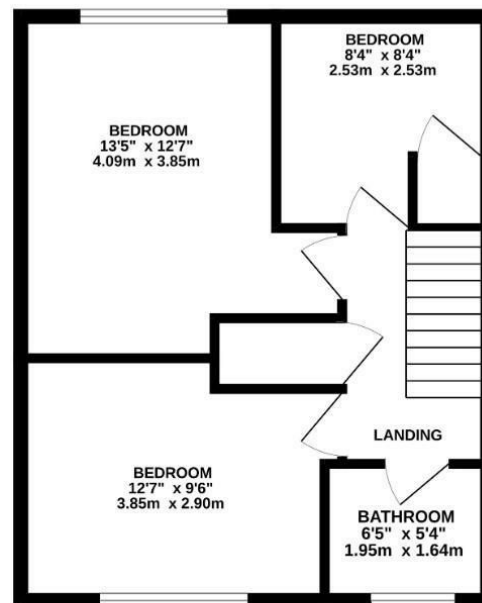 BEDROOM
8'4" x 8'4"
2.53m x 2.53m
BEDROOM
13'5" x 12'7"
4.09m x 3.85m
LANDING
BEDROOM
12'7" x 9'6"
3.85m x 2.90m
BATHROOM
6'5" x 5'4"
1.95m x 1.64m